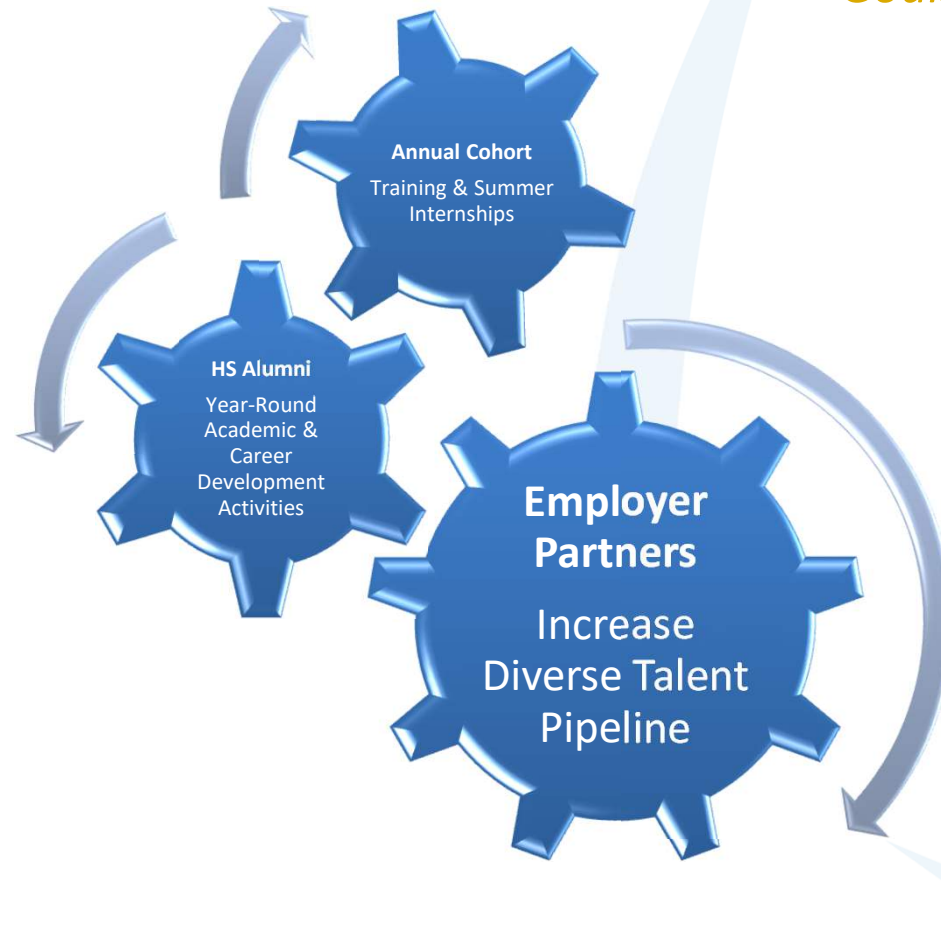 Annual Cohort
Training & Summer
Internships
HS Alumni
Year-Round
Academic &
Career
Development
Activities
Employer
Partners
Increase
Diverse Talent
Pipeline